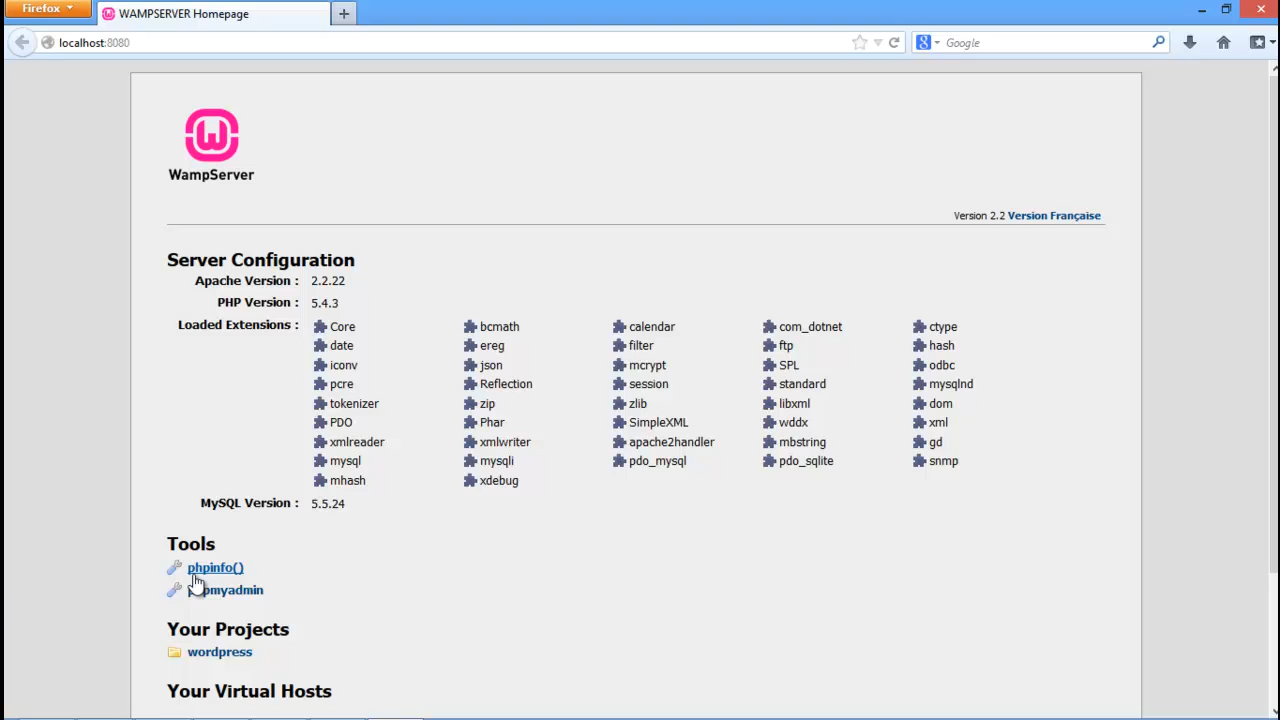 Firefox
WAMPSERVER Homepage
localhost:8080
Google
WampServer
Version 2.2 Version Française
Server Configuration
Apache Version : 2.2.22
PHP Version : 5.4.3
Loaded Extensions : Core bcmath calendar com_dotnet ctype
date ereg filter ftp hash
iconv json mcrypt SPL odbc
pcre Reflection session standard mysqlnd
tokenizer zip zlib libxml dom
PDO Phar SimpleXML wddx xml
xmlreader xmlwriter apache2handler mbstring gd
mysql mysqli pdo_mysql pdo_sqlite snmp
mhash xdebug
MySQL Version : 5.5.24
Tools
phpinfo()
phpmyadmin
Your Projects
wordpress
Your Virtual Hosts